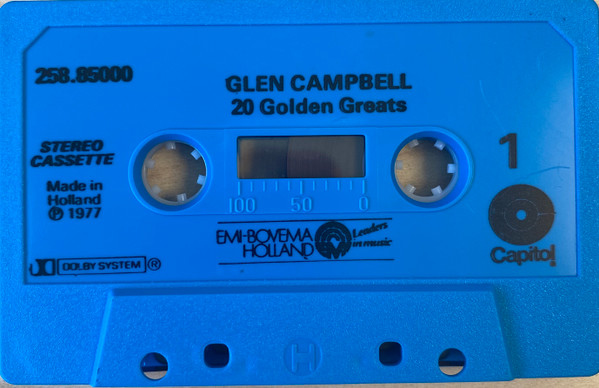 258.85000
GLEN CAMPBELL
20 Golden Greats
STEREO
CASSETTE
1
Made in
Holland
Ⓟ 1977
100 50 0
EMI-BOVEMA
HOLLAND
Leaders
in music
Capitol
DOLBY SYSTEM ®
H